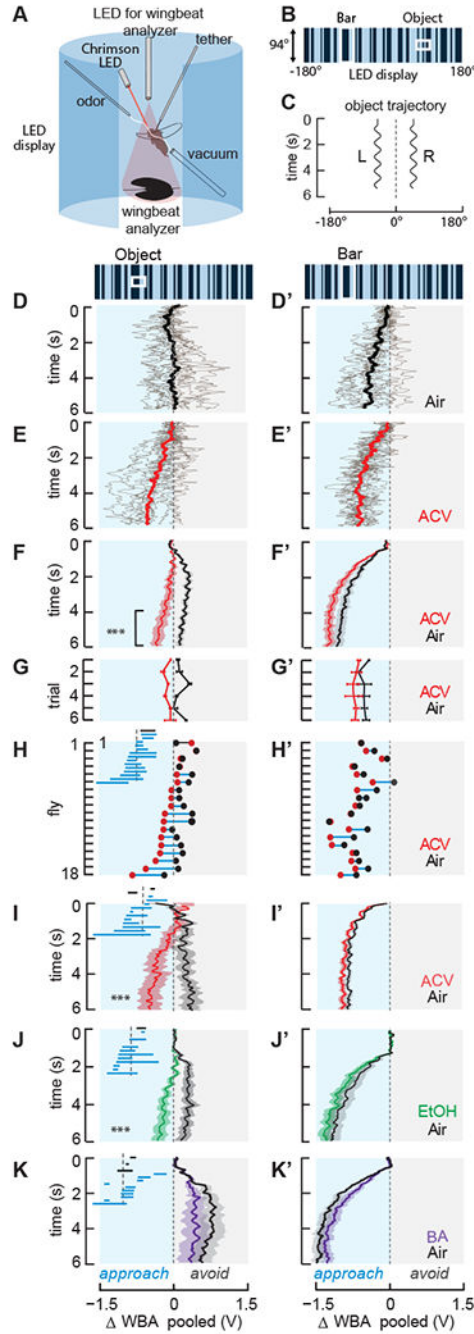 A
LED for wingbeat
analyzer
tether
Chrimson
LED
odor
LED
display
vacuum
wingbeat
analyzer
B
Bar
Object
94°
-180°
180°
LED display
C
object trajectory
time (s)
0
2
4
6
L
R
-180°
0°
180°
Object
Bar
D
time (s)
0
2
4
6
D'
Air
E
time (s)
0
2
4
6
E'
ACV
F
time (s)
0
2
4
6
***
F'
ACV
Air
G
trial
2
4
6
G'
ACV
Air
H
fly
1
18
1
H'
ACV
Air
I
time (s)
0
2
4
6
***
I'
ACV
Air
J
time (s)
0
2
4
6
***
J'
EtOH
Air
K
time (s)
0
2
4
6
approach
avoid
K'
BA
Air
approach
avoid
−1.5
0
1.5
Δ WBA pooled (V)
−1.5
0
1.5
Δ WBA pooled (V)